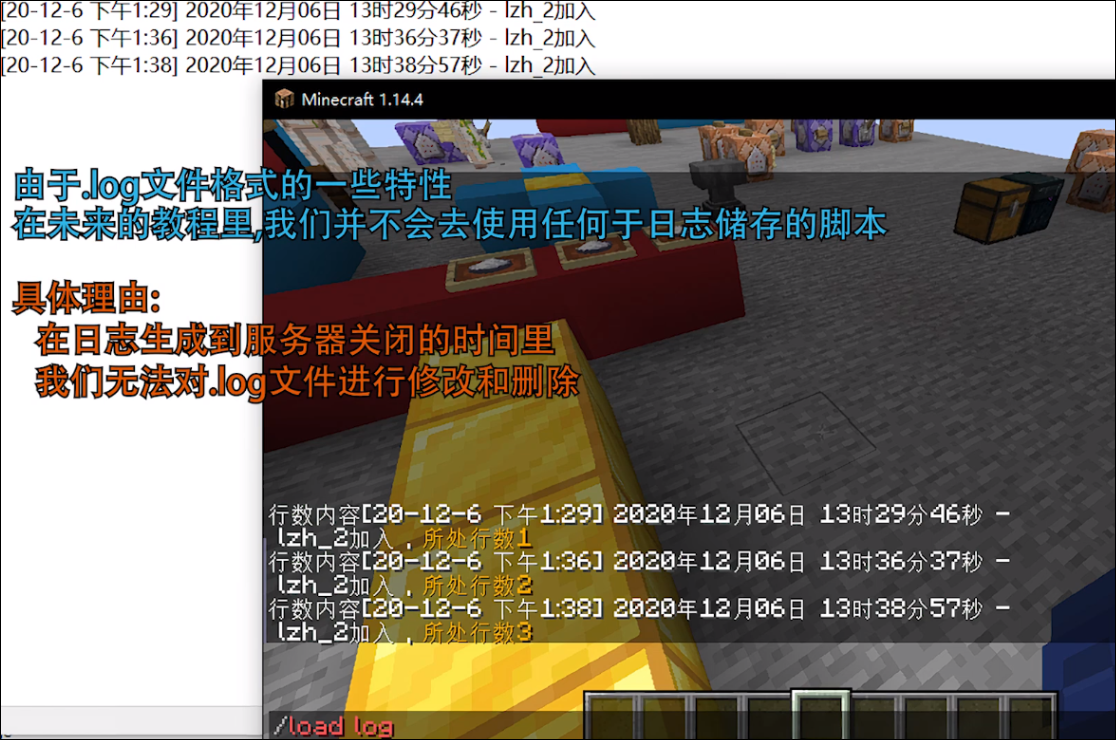 [20-12-6 下午1:29] 2020年12月06日 13时29分46秒 - lzh_2加入
[20-12-6 下午1:36] 2020年12月06日 13时36分37秒 - lzh_2加入
[20-12-6 下午1:38] 2020年12月06日 13时38分57秒 - lzh_2加入
Minecraft 1.14.4
由于.log文件格式的一些特性
在未来的教程里,我们并不会去使用任何于日志储存的脚本
具体理由:
在日志生成到服务器关闭的时间里
我们无法对.log文件进行修改和删除
行数内容[20-12-6 下午1:29] 2020年12月06日 13时29分46秒 -
lzh_2加入 , 所处行数1
行数内容[20-12-6 下午1:36] 2020年12月06日 13时36分37秒 -
lzh_2加入 , 所处行数2
行数内容[20-12-6 下午1:38] 2020年12月06日 13时38分57秒 -
lzh_2加入 , 所处行数3
/load log